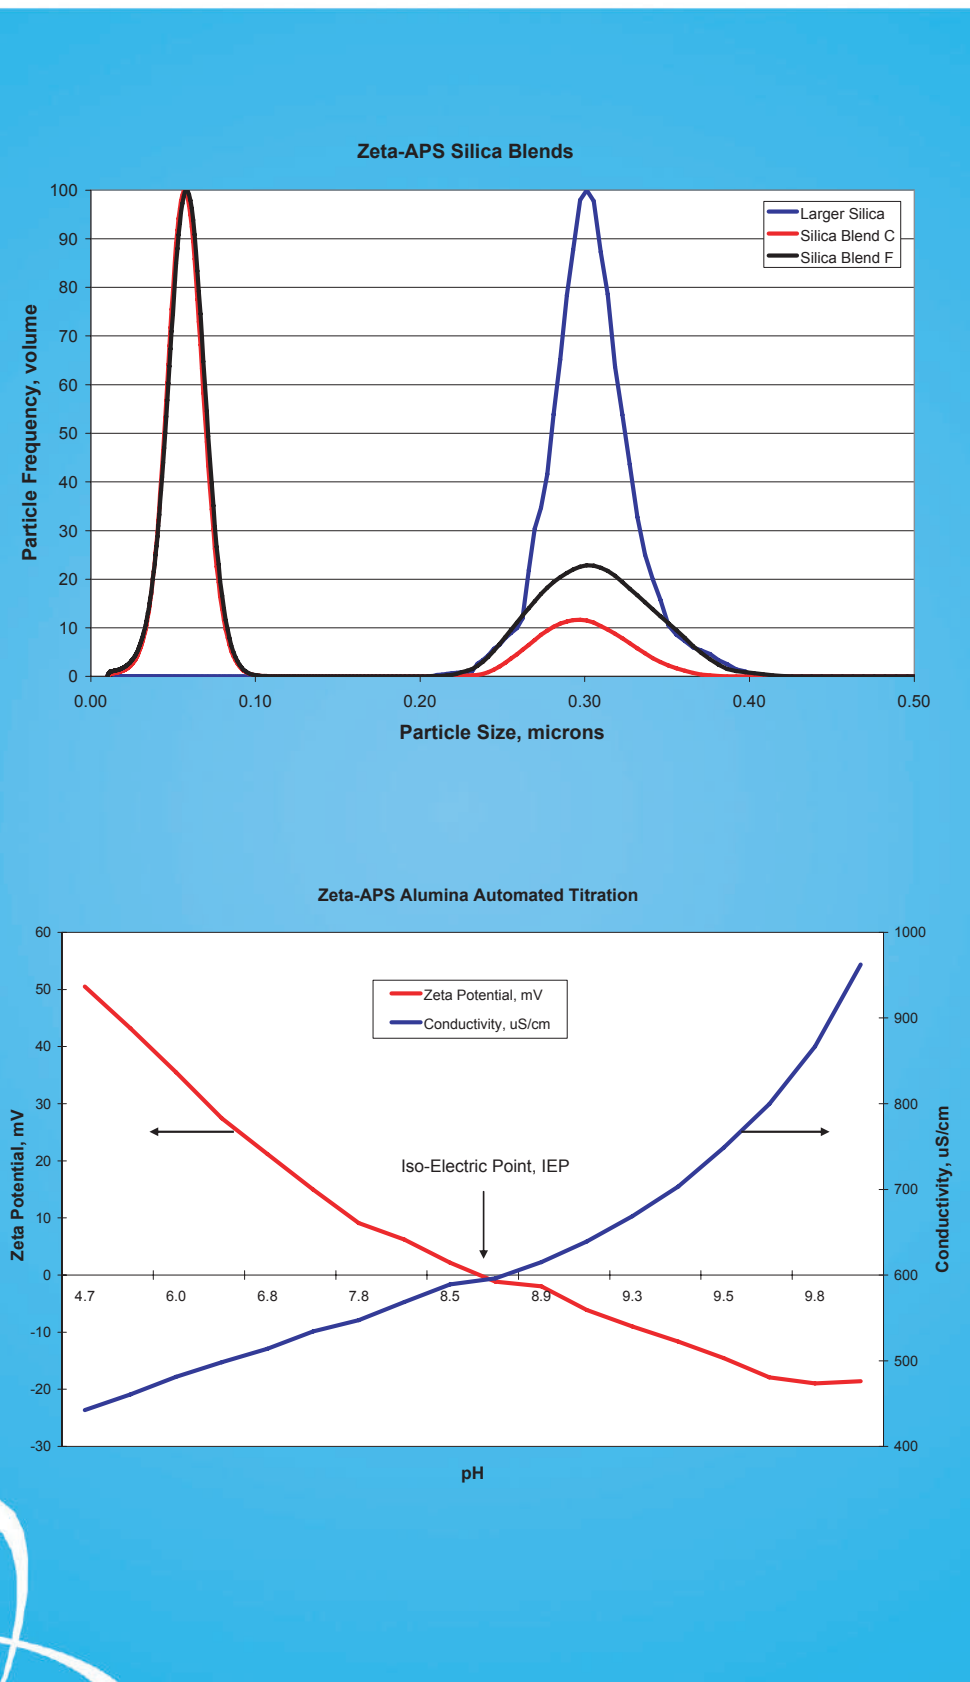 Zeta-APS Silica Blends
100
90
80
70
60
50
40
30
20
10
0
Particle Frequency, volume
Larger Silica
Silica Blend C
Silica Blend F
0.00 0.10 0.20 0.30 0.40 0.50
Particle Size, microns
Zeta-APS Alumina Automated Titration
60
50
40
30
20
10
0
-10
-20
-30
Zeta Potential, mV
Zeta Potential, mV
Conductivity, uS/cm
Iso-Electric Point, IEP
4.7 6.0 6.8 7.8 8.5 8.9 9.3 9.5 9.8
1000
900
800
700
600
500
400
Conductivity, uS/cm
pH